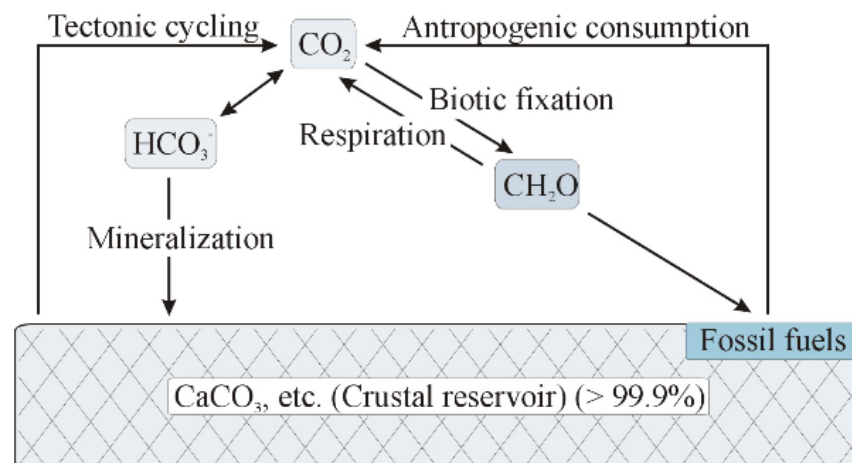 Tectonic cycling
CO₂
Antropogenic consumption
Biotic fixation
Respiration
HCO₃⁻
CH₂O
Mineralization
Fossil fuels
CaCO₃, etc. (Crustal reservoir) (> 99.9%)